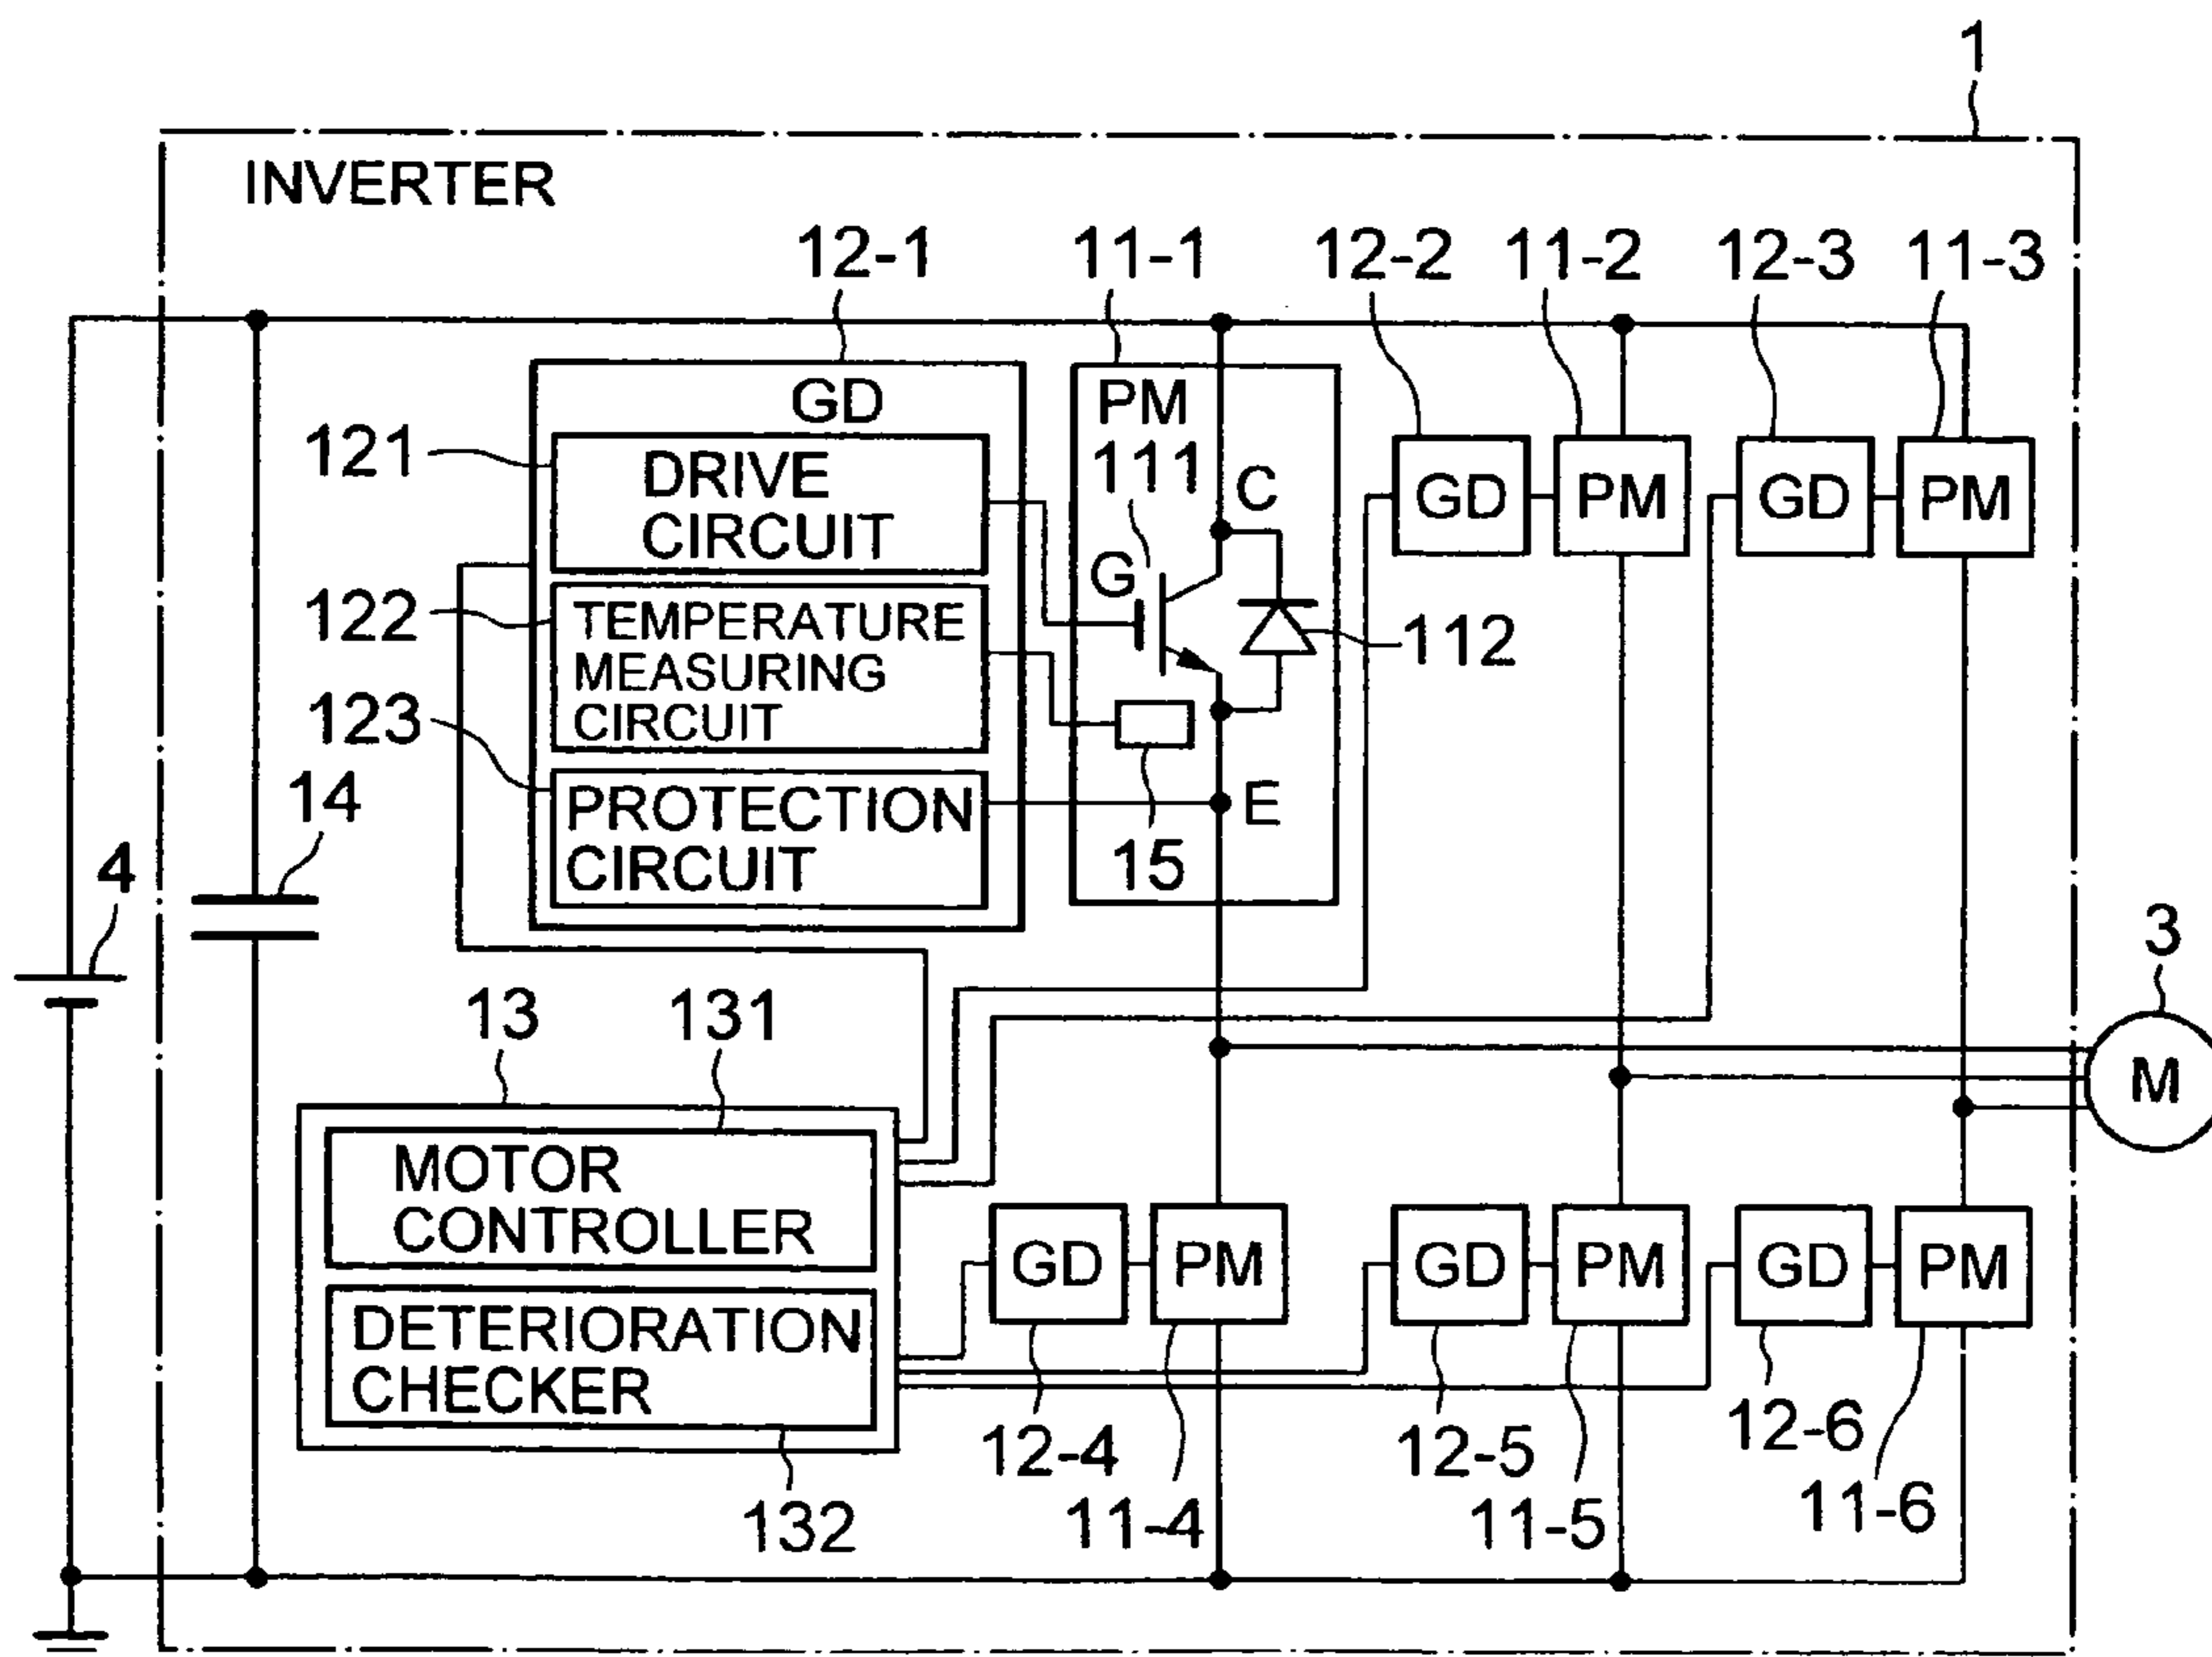 1
INVERTER
12-1
11-1
12-2
11-2
12-3
11-3
GD
PM
121
DRIVE
CIRCUIT
111
C
G
GD
PM
GD
PM
122
TEMPERATURE
MEASURING
CIRCUIT
112
123
PROTECTION
CIRCUIT
E
15
14
4
3
M
13
131
MOTOR
CONTROLLER
DETERIORATION
CHECKER
132
GD
PM
GD
PM
GD
PM
12-4
11-4
12-5
11-5
12-6
11-6